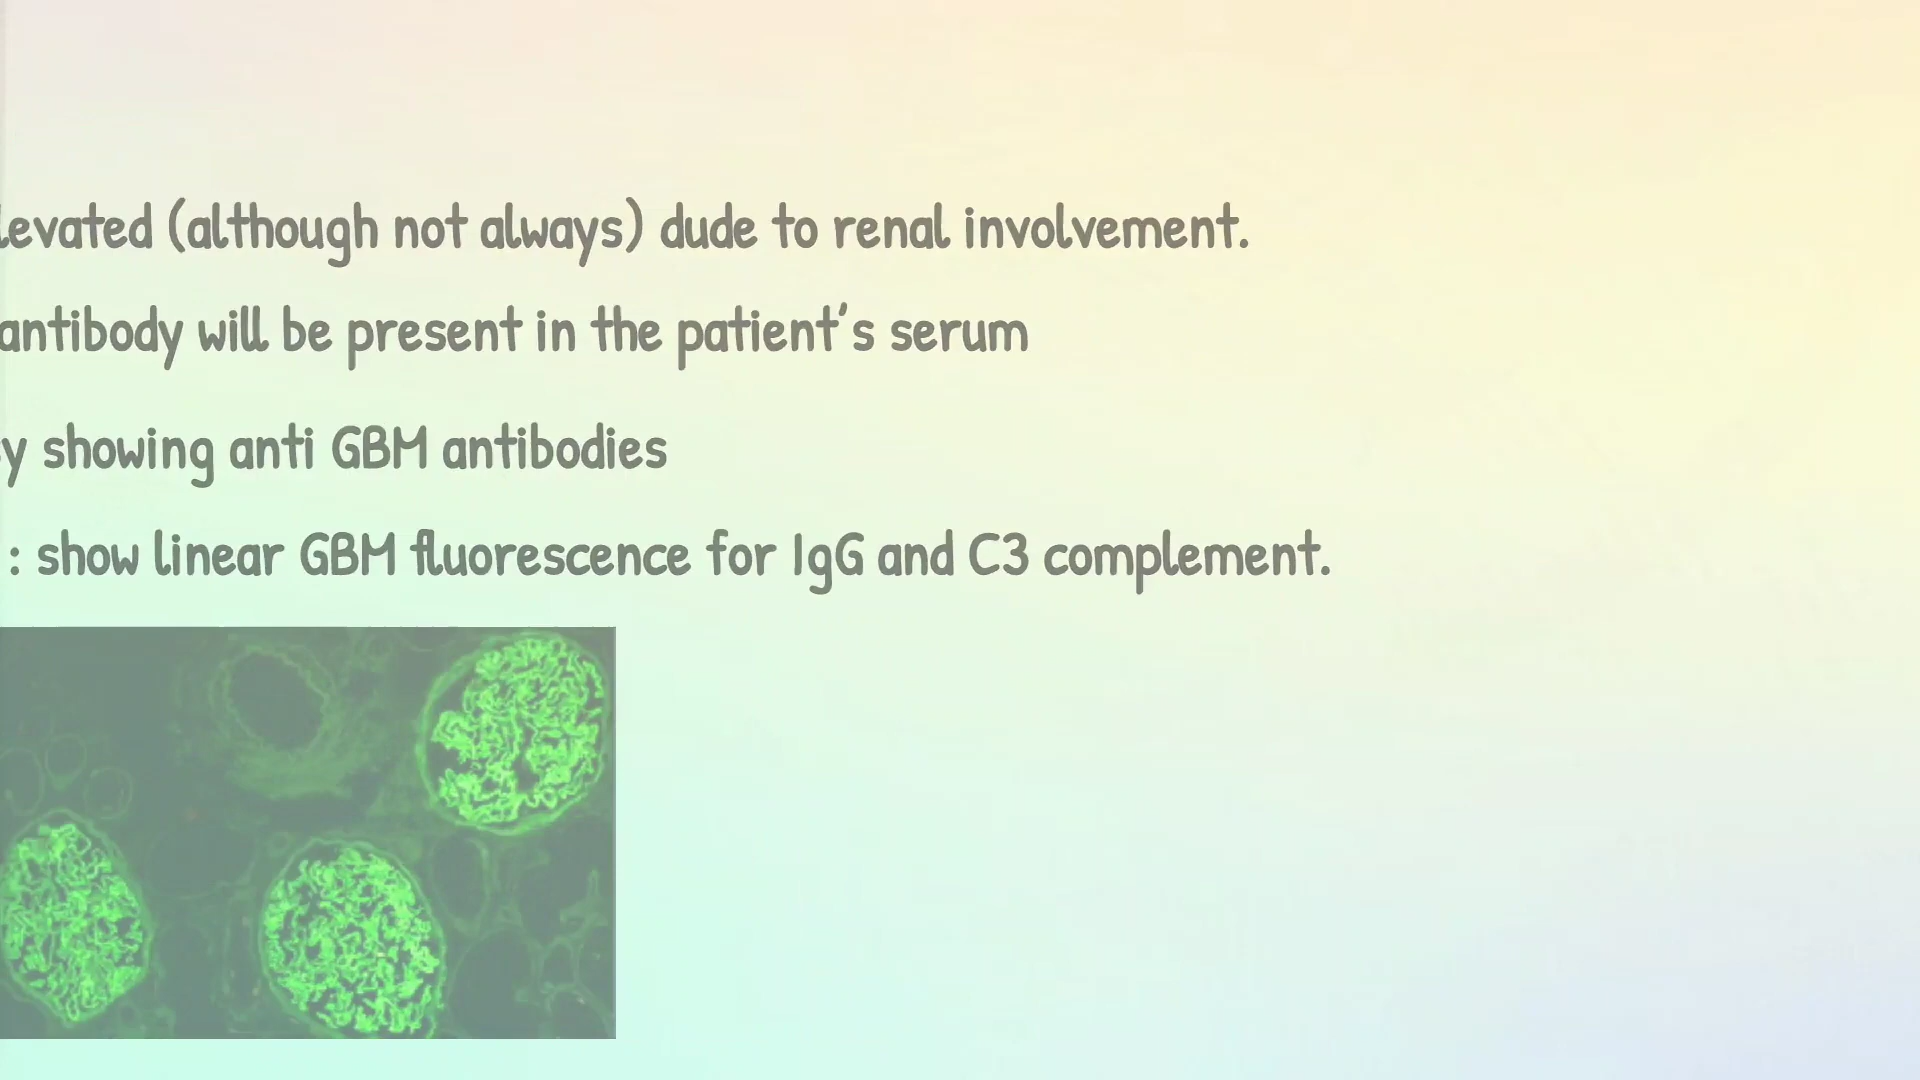 levated (although not always) dude to renal involvement.
antibody will be present in the patient's serum
y showing anti GBM antibodies
: show linear GBM fluorescence for IgG and C3 complement.